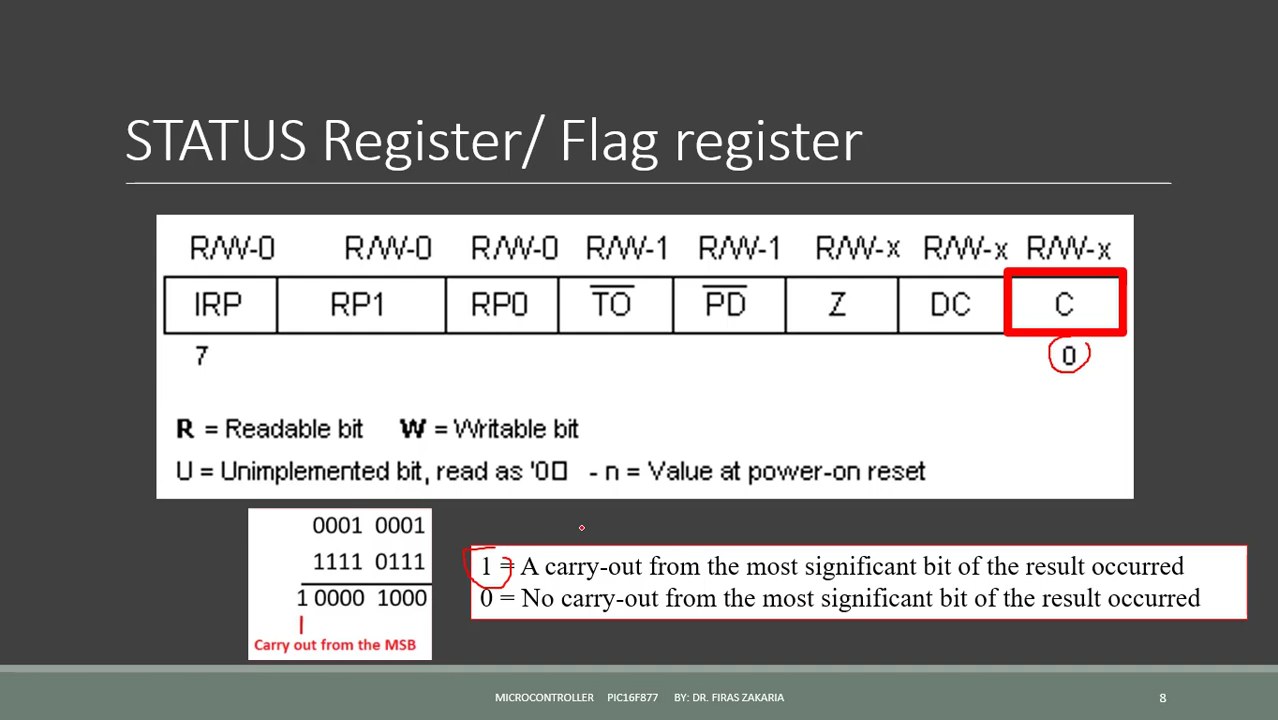 STATUS Register/ Flag register
R/W-0 R/W-0 R/W-0 R/W-1 R/W-1 R/W-x R/W-x R/W-x
IRP RP1 RP0 T̅O̅ P̅D̅ Z DC C
7 0
R = Readable bit W = Writable bit
U = Unimplemented bit, read as '0□ - n = Value at power-on reset
0001 0001
1111 0111
1 0000 1000
Carry out from the MSB
1 = A carry-out from the most significant bit of the result occurred
0 = No carry-out from the most significant bit of the result occurred
MICROCONTROLLER PIC16F877 BY: DR. FIRAS ZAKARIA
8